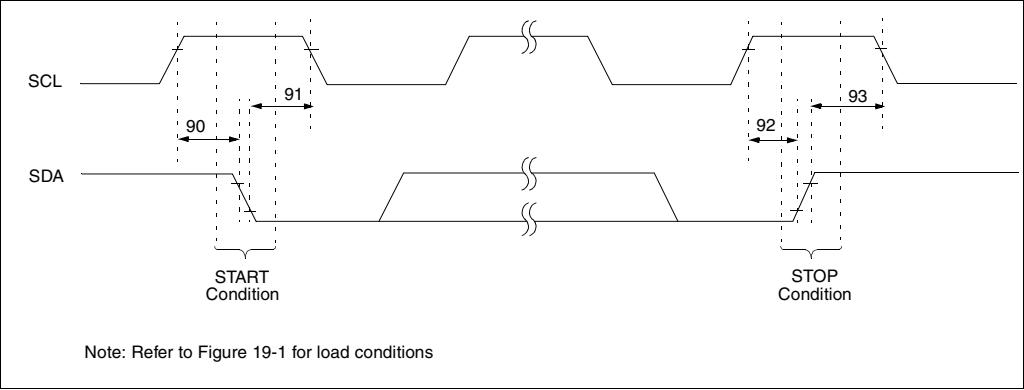 SCL
91
93
90
92
SDA
START
Condition
STOP
Condition
Note: Refer to Figure 19-1 for load conditions